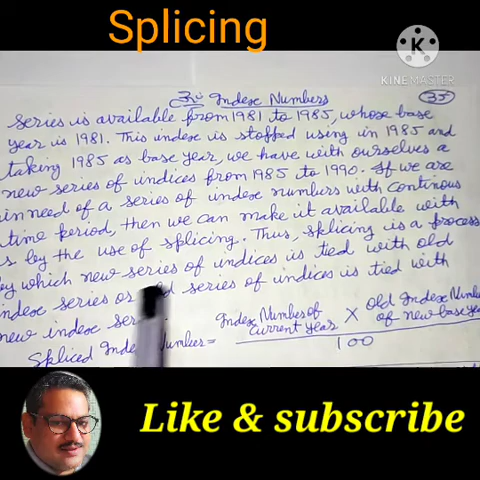 Splicing
K
KINEMASTER
In Index Numbers
35
series is available from 1981 to 1985, whose base
year is 1981. This index is stopped using in 1985 and
taking 1985 as base year, we have with ourselves a
new series of indices from 1985 to 1990. If we are
in need of a series of index numbers with continous
time period, then we can make it available with
s by the use of splicing. Thus, splicing is a process
by which new series of indices is tied with old
index series or old series of indices is tied with
new index
Spliced Index Number = Index Number of current year X Old Index Numbe of new base yea
100
Like & subscribe